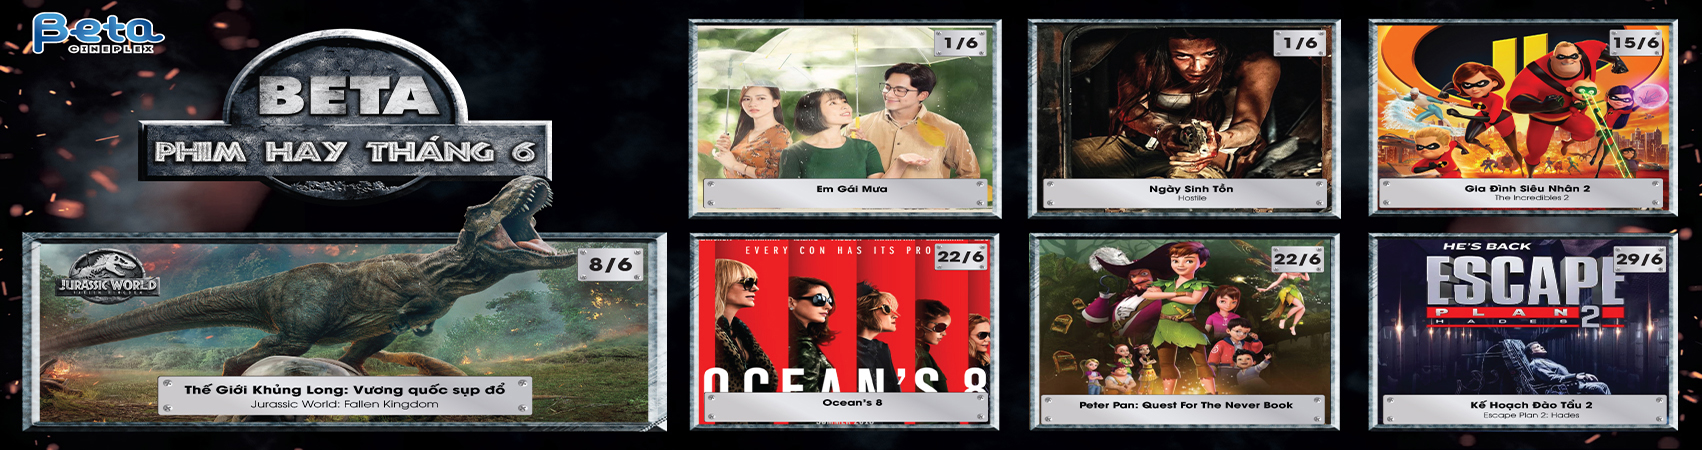 Beta
CINEPLEX
BETA
PHIM HAY THÁNG 6
JURASSIC WORLD
FALLEN KINGDOM
8/6
Thế Giới Khủng Long: Vương quốc sụp đổ
Jurassic World: Fallen Kingdom
1/6
Em Gái Mưa
1/6
Ngày Sinh Tồn
Hostile
15/6
Gia Đình Siêu Nhân 2
The Incredibles 2
EVERY CON HAS ITS PRO
22/6
OCEAN'S 8
Ocean's 8
SUMMER 2018
22/6
Peter Pan: Quest For The Never Book
HE'S BACK
29/6
ESCAPE
PLAN 2
HADES
Kế Hoạch Đào Tẩu 2
Escape Plan 2: Hades